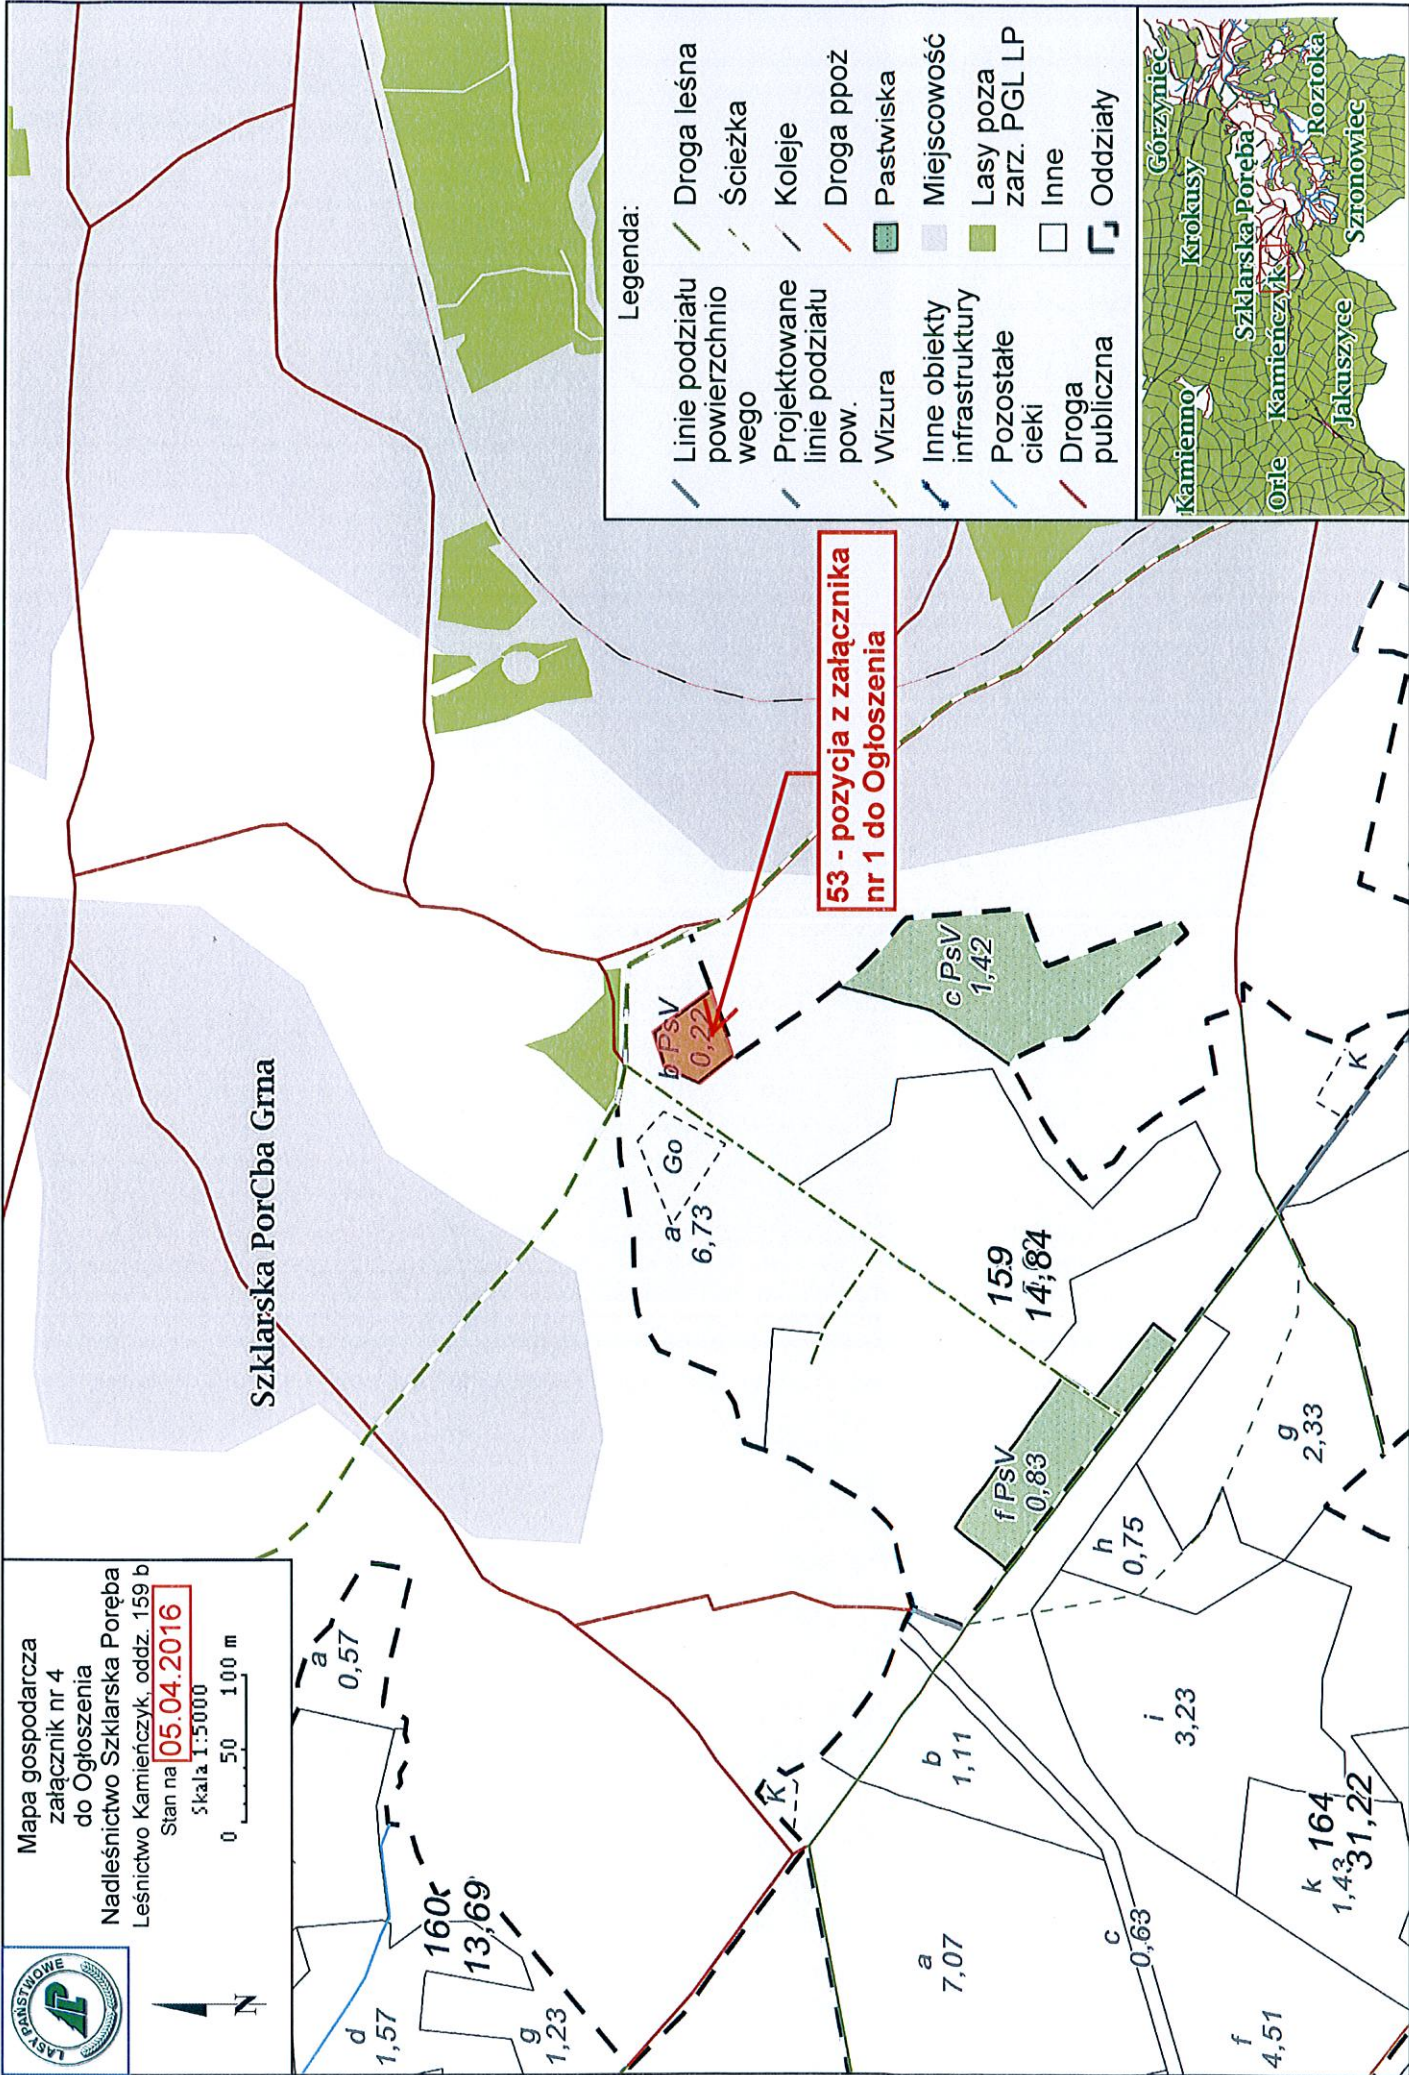 LASY PAŃSTWOWE
LP
N
Mapa gospodarcza
załącznik nr 4
do Ogłoszenia
Nadleśnictwo Szklarska Poręba
Leśnictwo Kamieńczyk, oddz. 159 b
Stan na 05.04.2016
Skala 1:5000
0 50 100 m
Szklarska PorCba Grna
a
0,57
160
13,69
d
1,57
g
1,23
K
a
6,73
Go
b PsV
0,22
53 - pozycja z załącznika
nr 1 do Ogłoszenia
c PsV
1,42
159
14,84
f PsV
0,83
K
g
2,33
h
0,75
b
1,11
i
3,23
a
7,07
c
0,63
k
1,43
164
31,22
f
4,51
Legenda:
Linie podziału
powierzchnio
wego
Projektowane
linie podziału
pow.
Wizura
Inne obiekty
infrastruktury
Pozostałe
cieki
Droga
publiczna
Droga leśna
Ścieżka
Koleje
Droga ppoż
Pastwiska
Miejscowość
Lasy poza
zarz. PGL LP
Inne
Oddziały
Górzyniec
Krokusy
Kamienno
Szklarska Poręba
Roztoka
Kamieńczyk
Orle
Szronowiec
Jakuszyce